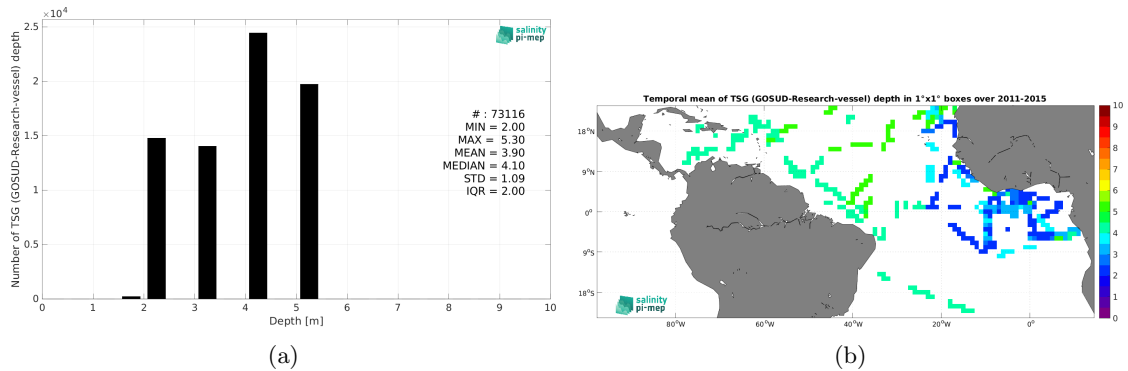 ×10⁴
2.5
2
1.5
1
0.5
0
Number of TSG (GOSUD-Research-vessel) depth
0 1 2 3 4 5 6 7 8 9 10
Depth [m]
salinity
pi-mep
# : 73116
MIN = 2.00
MAX = 5.30
MEAN = 3.90
MEDIAN = 4.10
STD = 1.09
IQR = 2.00
(a)
Temporal mean of TSG (GOSUD-Research-vessel) depth in 1°x1° boxes over 2011-2015
18°N
9°N
0°
9°S
18°S
80°W 60°W 40°W 20°W 0°
10
9
8
7
6
5
4
3
2
1
0
salinity
pi-mep
(b)